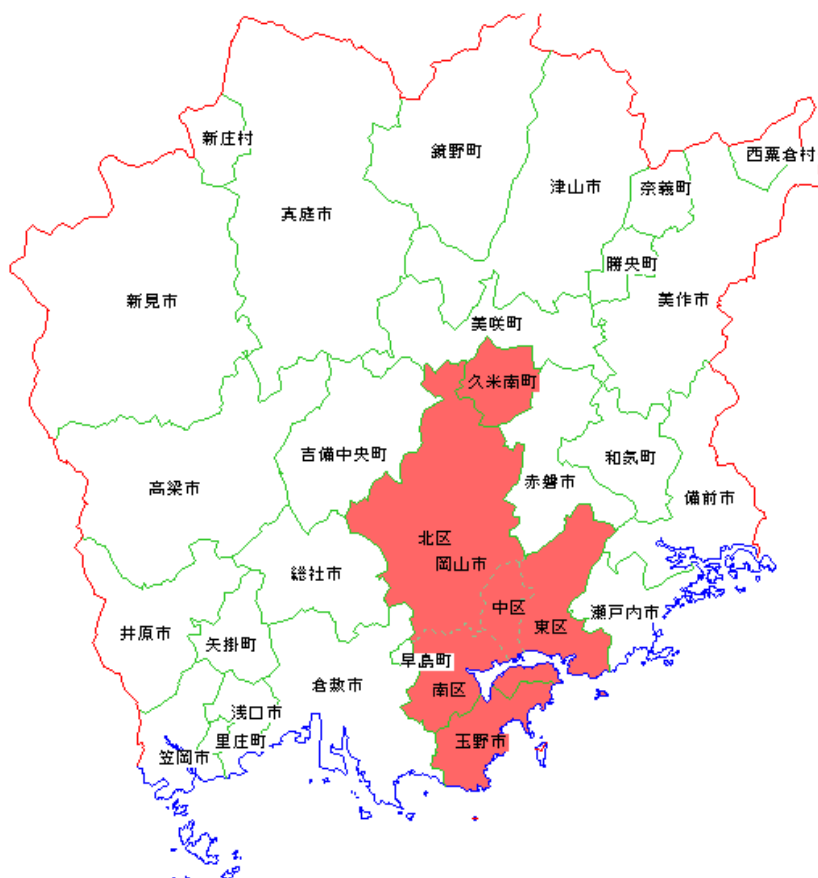 新庄村
鏡野町
西粟倉村
津山市
奈義町
真庭市
勝央町
新見市
美作市
美咲町
久米南町
吉備中央町
和気町
高梁市
赤磐市
備前市
北区
岡山市
総社市
中区
瀬戸内市
井原市
東区
矢掛町
早島町
倉敷市
南区
浅口市
里庄町
玉野市
笠岡市